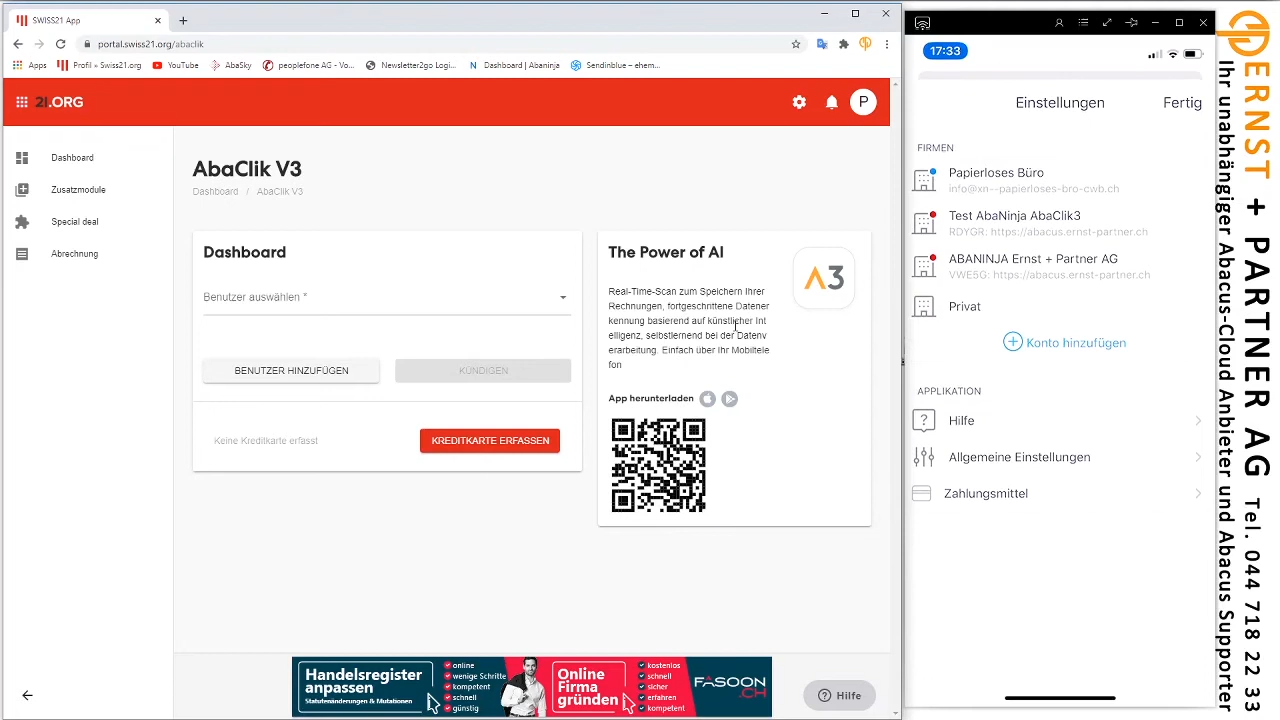 SWISS21 App
portal.swiss21.org/abaclik
Apps
Profil « Swiss21.org
YouTube
AbaSky
peoplefone AG - Vo...
Newsletter2go Logi...
Dashboard | Abaninja
Sendinblue – ehem...
21.ORG
P
Dashboard
Zusatzmodule
Special deal
Abrechnung
AbaClik V3
Dashboard / AbaClik V3
Dashboard
Benutzer auswählen *
BENUTZER HINZUFÜGEN
KÜNDIGEN
Keine Kreditkarte erfasst
KREDITKARTE ERFASSEN
The Power of AI
Real-Time-Scan zum Speichern Ihrer
Rechnungen, fortgeschrittene Datener
kennung basierend auf künstlicher Int
elligenz, selbstlernend bei der Datenv
erarbeitung. Einfach über Ihr Mobiltele
fon
Λ3
App herunterladen
Handelsregister
anpassen
Statutenänderungen & Mutationen
online
wenige Schritte
kompetent
schnell
günstig
Online
Firma
gründen
kostenlos
schnell
sicher
erfahren
kompetent
FASOON
.CH
Hilfe
17:33
Einstellungen
Fertig
FIRMEN
Papierloses Büro
info@xn--papierloses-bro-cwb.ch
Test AbaNinja AbaClik3
RDYGR: https://abacus.ernst-partner.ch
ABANINJA Ernst + Partner AG
VWE5G: https://abacus.ernst-partner.ch
Privat
Konto hinzufügen
APPLIKATION
Hilfe
Allgemeine Einstellungen
Zahlungsmittel
ERNST + PARTNER AG Tel. 044 718 22 33
Ihr unabhängiger Abacus-Cloud Anbieter und Abacus Supporter